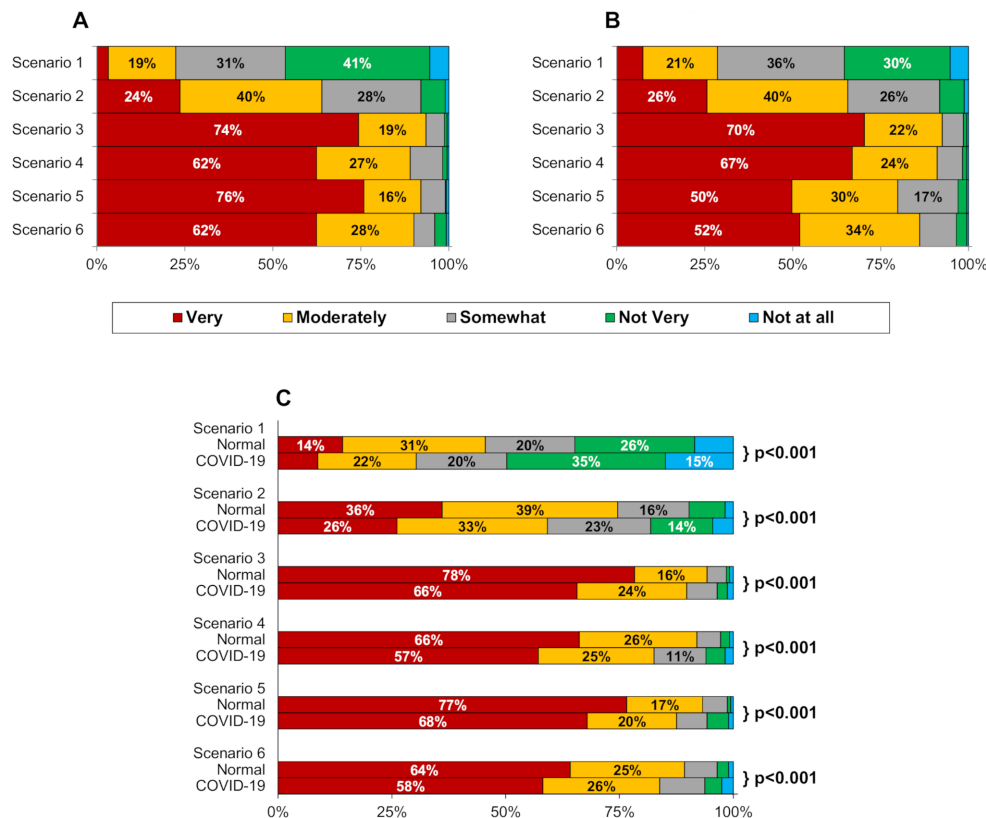 A
Scenario 1 19% 31% 41%
Scenario 2 24% 40% 28%
Scenario 3 74% 19%
Scenario 4 62% 27%
Scenario 5 76% 16%
Scenario 6 62% 28%
0% 25% 50% 75% 100%
B
Scenario 1 21% 36% 30%
Scenario 2 26% 40% 26%
Scenario 3 70% 22%
Scenario 4 67% 24%
Scenario 5 50% 30% 17%
Scenario 6 52% 34%
0% 25% 50% 75% 100%
Very Moderately Somewhat Not Very Not at all
C
Scenario 1
Normal 14% 31% 20% 26%
COVID-19 22% 20% 35% 15%
} p<0.001
Scenario 2
Normal 36% 39% 16%
COVID-19 26% 33% 23% 14%
} p<0.001
Scenario 3
Normal 78% 16%
COVID-19 66% 24%
} p<0.001
Scenario 4
Normal 66% 26%
COVID-19 57% 25% 11%
} p<0.001
Scenario 5
Normal 77% 17%
COVID-19 68% 20%
} p<0.001
Scenario 6
Normal 64% 25%
COVID-19 58% 26%
} p<0.001
0% 25% 50% 75% 100%